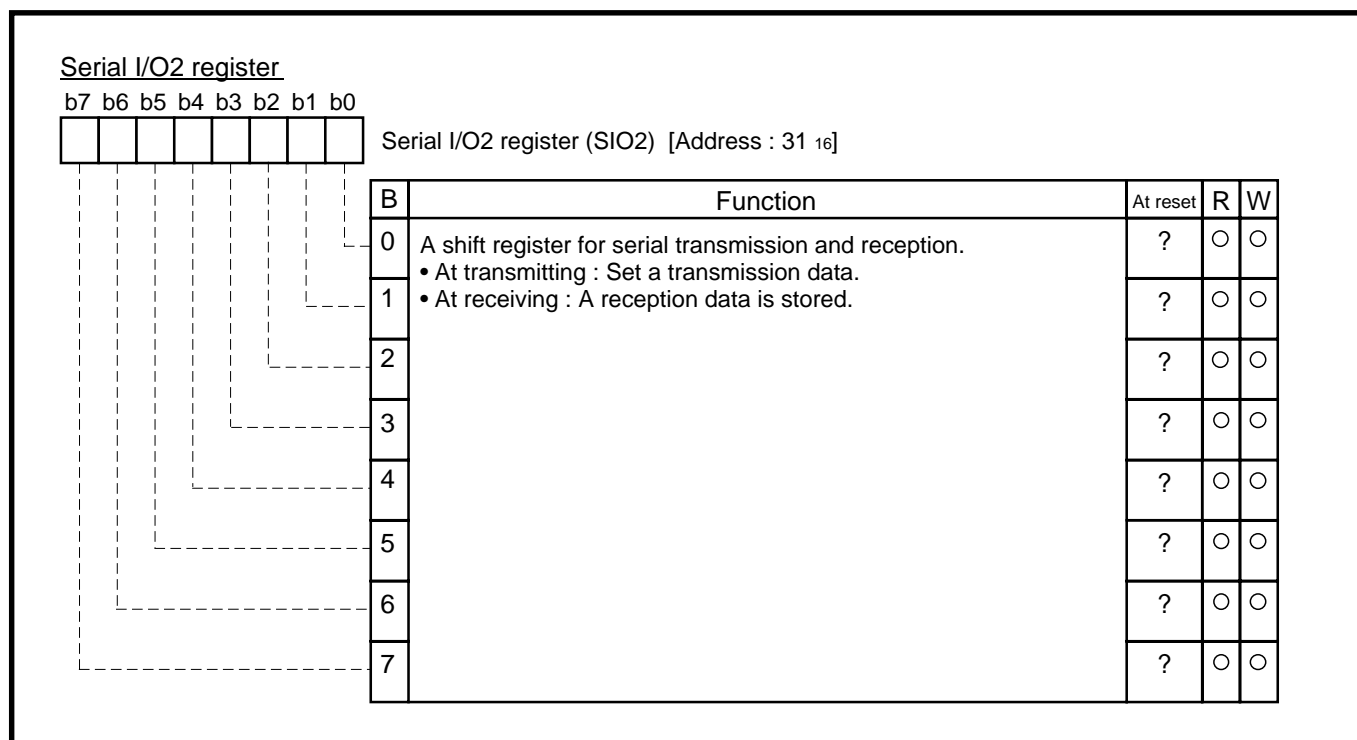 Serial I/O2 register
b7 b6 b5 b4 b3 b2 b1 b0
Serial I/O2 register (SIO2) [Address : 31 16]
B Function At reset R W
0 A shift register for serial transmission and reception. ? ○ ○
• At transmitting : Set a transmission data.
1 • At receiving : A reception data is stored. ? ○ ○
2 ? ○ ○
3 ? ○ ○
4 ? ○ ○
5 ? ○ ○
6 ? ○ ○
7 ? ○ ○